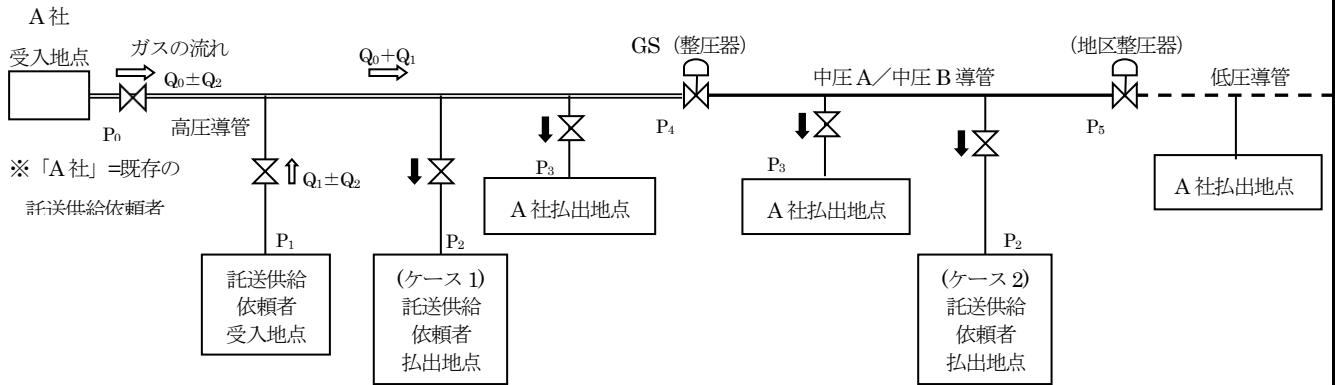 A社
受入地点
ガスの流れ
Q₀±Q₂
Q₀+Q₁
GS（整圧器）
中圧A／中圧B導管
（地区整圧器）
低圧導管
P₀
高圧導管
P₄
P₅
※「A社」=既存の
託送供給依頼者
Q₁±Q₂
P₃
A社払出地点
P₃
A社払出地点
A社払出地点
P₁
託送供給
依頼者
受入地点
P₂
(ケース1)
託送供給
依頼者
払出地点
P₂
(ケース2)
託送供給
依頼者
払出地点